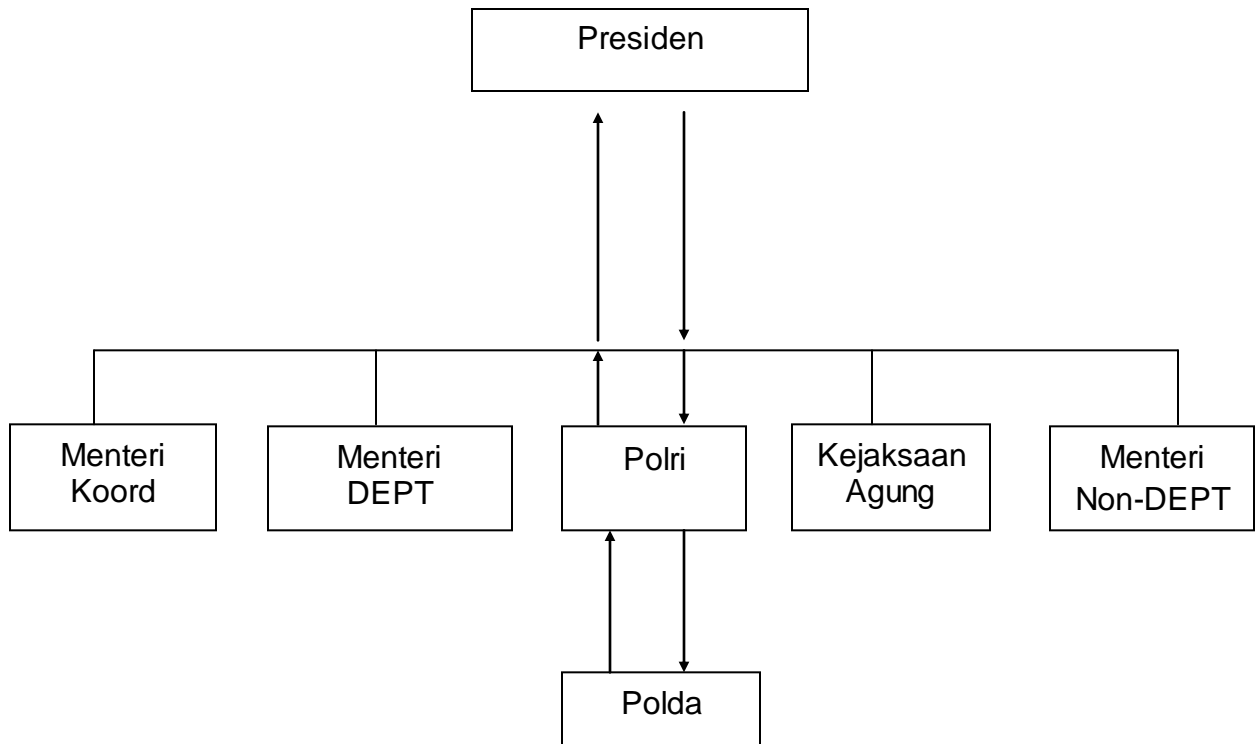 Presiden
Menteri
Koord
Menteri
DEPT
Polri
Kejaksaan
Agung
Menteri
Non-DEPT
Polda